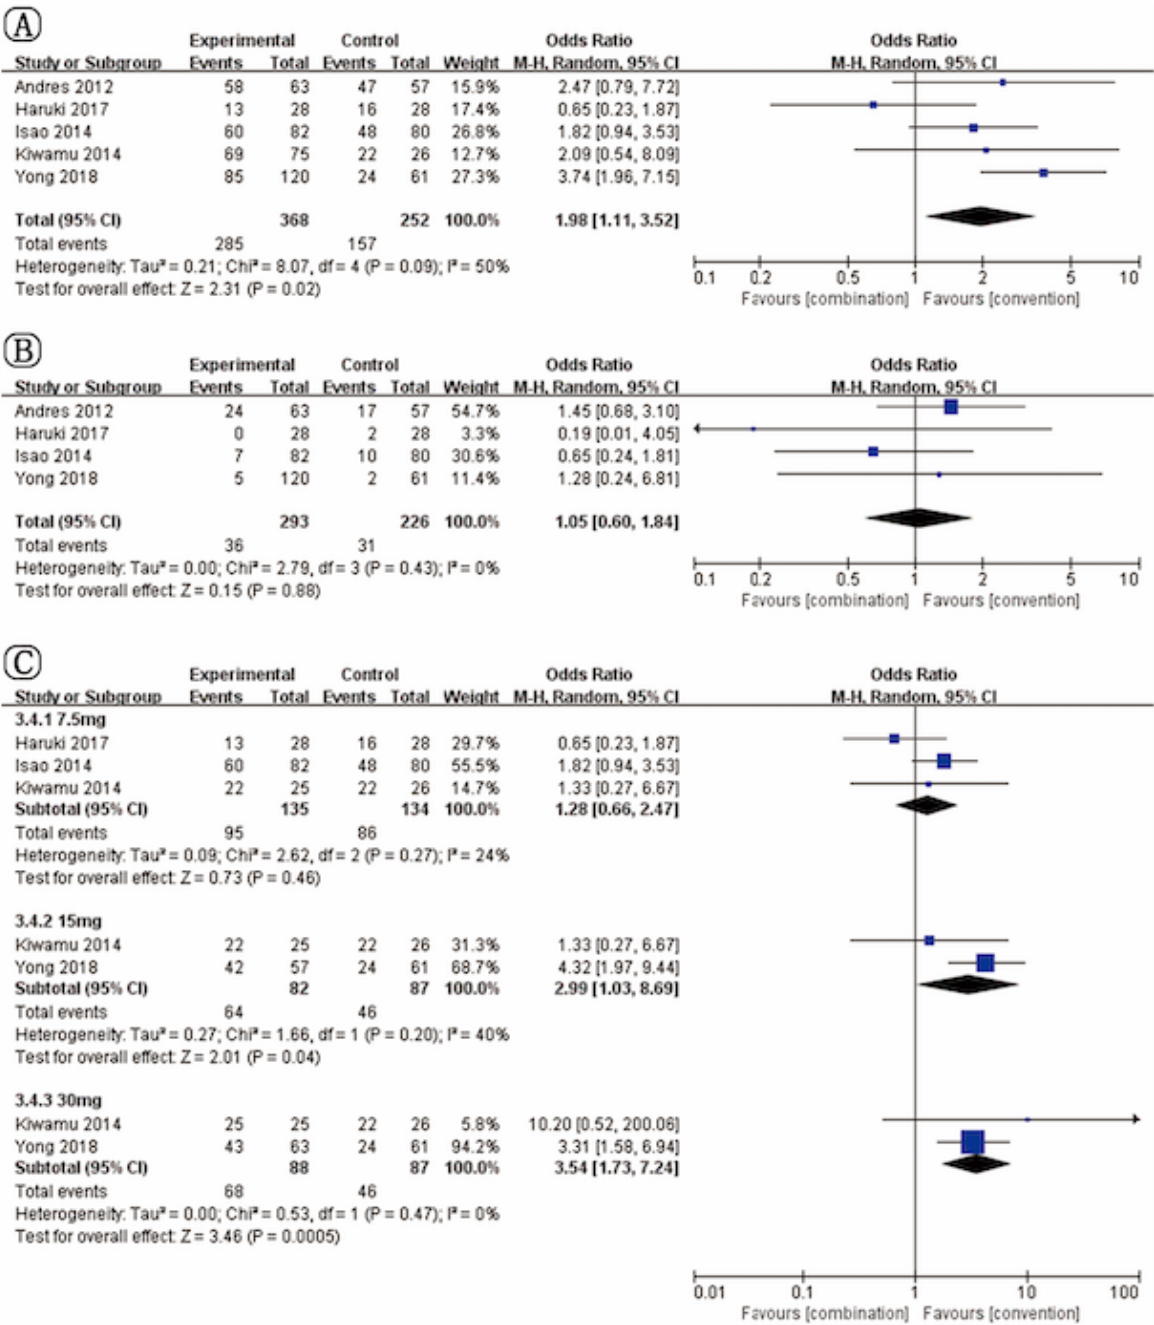 A
Experimental Control Odds Ratio Odds Ratio
Study or Subgroup Events Total Events Total Weight M-H, Random, 95% CI M-H, Random, 95% CI
Andres 2012 58 63 47 57 15.9% 2.47 [0.79, 7.72]
Haruki 2017 13 28 16 28 17.4% 0.65 [0.23, 1.87]
Isao 2014 60 82 48 80 26.8% 1.82 [0.94, 3.53]
Kiwamu 2014 69 75 22 26 12.7% 2.09 [0.54, 8.09]
Yong 2018 85 120 24 61 27.3% 3.74 [1.96, 7.15]
Total (95% CI) 368 252 100.0% 1.98 [1.11, 3.52]
Total events 285 157
Heterogeneity: Tau² = 0.21; Chi² = 8.07, df = 4 (P = 0.09); I² = 50%
Test for overall effect: Z = 2.31 (P = 0.02)
0.1 0.2 0.5 1 2 5 10
Favours [combination] Favours [convention]
B
Experimental Control Odds Ratio Odds Ratio
Study or Subgroup Events Total Events Total Weight M-H, Random, 95% CI M-H, Random, 95% CI
Andres 2012 24 63 17 57 54.7% 1.45 [0.68, 3.10]
Haruki 2017 0 28 2 28 3.3% 0.19 [0.01, 4.05]
Isao 2014 7 82 10 80 30.6% 0.65 [0.24, 1.81]
Yong 2018 5 120 2 61 11.4% 1.28 [0.24, 6.81]
Total (95% CI) 293 226 100.0% 1.05 [0.60, 1.84]
Total events 36 31
Heterogeneity: Tau² = 0.00; Chi² = 2.79, df = 3 (P = 0.43); I² = 0%
Test for overall effect: Z = 0.15 (P = 0.88)
0.1 0.2 0.5 1 2 5 10
Favours [combination] Favours [convention]
C
Experimental Control Odds Ratio Odds Ratio
Study or Subgroup Events Total Events Total Weight M-H, Random, 95% CI M-H, Random, 95% CI
3.4.1 7.5mg
Haruki 2017 13 28 16 28 29.7% 0.65 [0.23, 1.87]
Isao 2014 60 82 48 80 55.5% 1.82 [0.94, 3.53]
Kiwamu 2014 22 25 22 26 14.7% 1.33 [0.27, 6.67]
Subtotal (95% CI) 135 134 100.0% 1.28 [0.66, 2.47]
Total events 95 86
Heterogeneity: Tau² = 0.09; Chi² = 2.62, df = 2 (P = 0.27); I² = 24%
Test for overall effect: Z = 0.73 (P = 0.46)
3.4.2 15mg
Kiwamu 2014 22 25 22 26 31.3% 1.33 [0.27, 6.67]
Yong 2018 42 57 24 61 68.7% 4.32 [1.97, 9.44]
Subtotal (95% CI) 82 87 100.0% 2.99 [1.03, 8.69]
Total events 64 46
Heterogeneity: Tau² = 0.27; Chi² = 1.66, df = 1 (P = 0.20); I² = 40%
Test for overall effect: Z = 2.01 (P = 0.04)
3.4.3 30mg
Kiwamu 2014 25 25 22 26 5.8% 10.20 [0.52, 200.06]
Yong 2018 43 63 24 61 94.2% 3.31 [1.58, 6.94]
Subtotal (95% CI) 88 87 100.0% 3.54 [1.73, 7.24]
Total events 68 46
Heterogeneity: Tau² = 0.00; Chi² = 0.53, df = 1 (P = 0.47); I² = 0%
Test for overall effect: Z = 3.46 (P = 0.0005)
0.01 0.1 1 10 100
Favours [combination] Favours [convention]